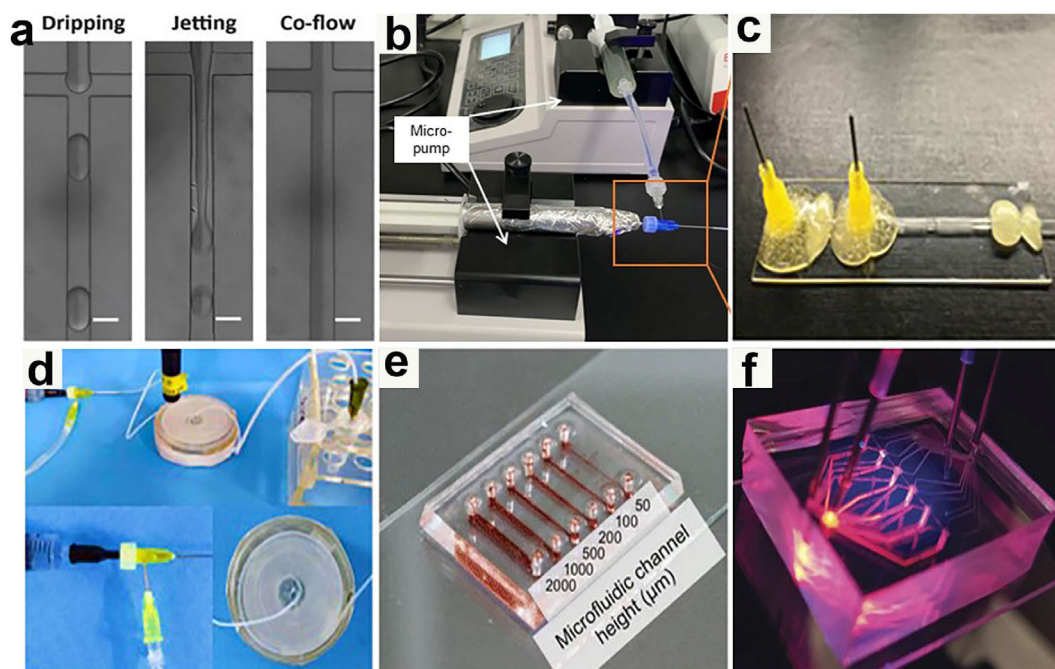 a
Dripping
Jetting
Co-flow
b
Micro-
pump
c
d
e
50
100
200
500
1000
2000
Microfluidic channel
height (μm)
f